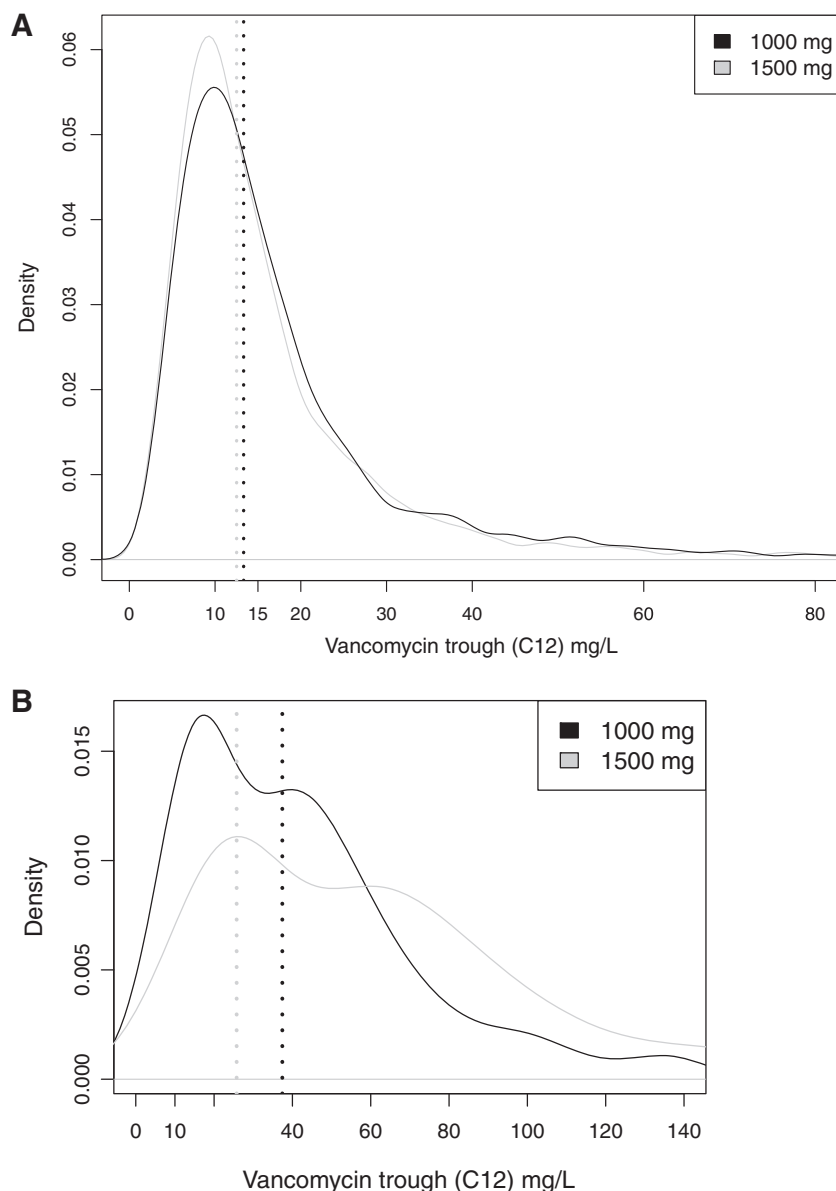 A
1000 mg
1500 mg
Density
0.00 0.01 0.02 0.03 0.04 0.05 0.06
0 10 15 20 30 40 60 80
Vancomycin trough (C12) mg/L
B
1000 mg
1500 mg
Density
0.000 0.005 0.010 0.015
0 10 40 60 80 100 120 140
Vancomycin trough (C12) mg/L